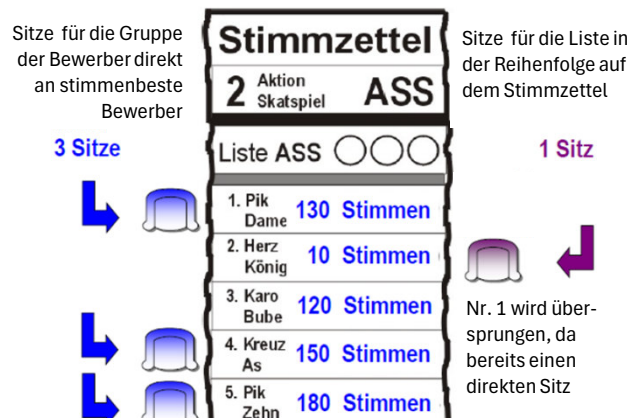 Sitze für die Gruppe
der Bewerber direkt
an stimmenbeste
Bewerber
3 Sitze
Stimmzettel
2 Aktion Skatspiel ASS
Liste ASS
1. Pik Dame 130 Stimmen
2. Herz König 10 Stimmen
3. Karo Bube 120 Stimmen
4. Kreuz As 150 Stimmen
5. Pik Zehn 180 Stimmen
Sitze für die Liste in
der Reihenfolge auf
dem Stimmzettel
1 Sitz
Nr. 1 wird über-
sprungen, da
bereits einen
direkten Sitz